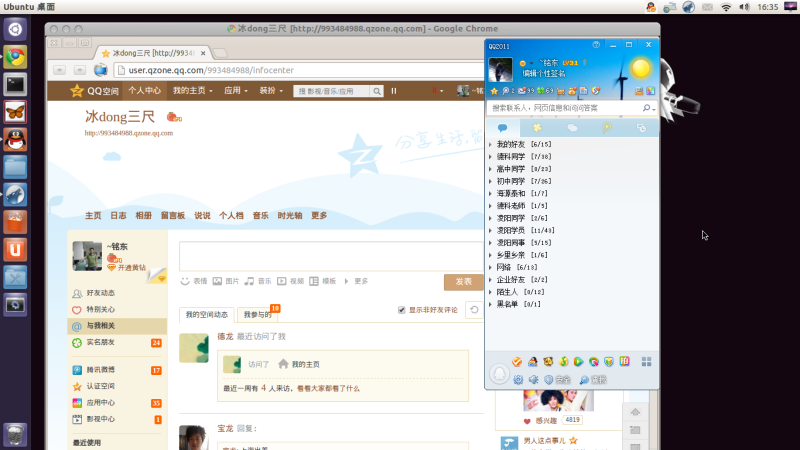 Ubuntu 桌面
16:35
冰dong三尺 [http://993484988.qzone.qq.com] - Google Chrome
冰dong三尺 [http://9934
user.qzone.qq.com/993484988/infocenter
QQ空间 个人中心 我的主页 应用 装扮 搜 影视/音乐/应用 ~铭
冰dong三尺
http://993484988.qzone.qq.com
分享生活,
主页 日志 相册 留言板 说说 个人档 音乐 时光轴 更多
~铭东
开通黄钻
好友动态
特别关心
与我相关
实名好友 24
腾讯微博 17
认证空间
应用中心 35
影视中心 1
最近使用
表情 图片 音乐 视频 模板 更多
发表
我的空间动态 我参与的 10
显示非好友评论
德龙 最近访问了我
访问了 我的主页
最近一周有 4 人来访，看看大家都看了什么
宝龙 回复：
QQ2011
~铭东
编辑个性签名
搜索联系人，网页信息和问问答案
我的好友 [6/15]
德科同学 [7/38]
高中同学 [8/23]
初中同学 [7/26]
海源泰和 [1/7]
德科老师 [1/9]
凌阳同学 [2/6]
凌阳学员 [11/43]
凌阳同事 [9/15]
乡里乡亲 [1/6]
网络 [6/13]
企业好友 [2/2]
陌生人 [0/12]
黑名单 [0/1]
安全 查找
感兴趣 4819
男人这点事儿